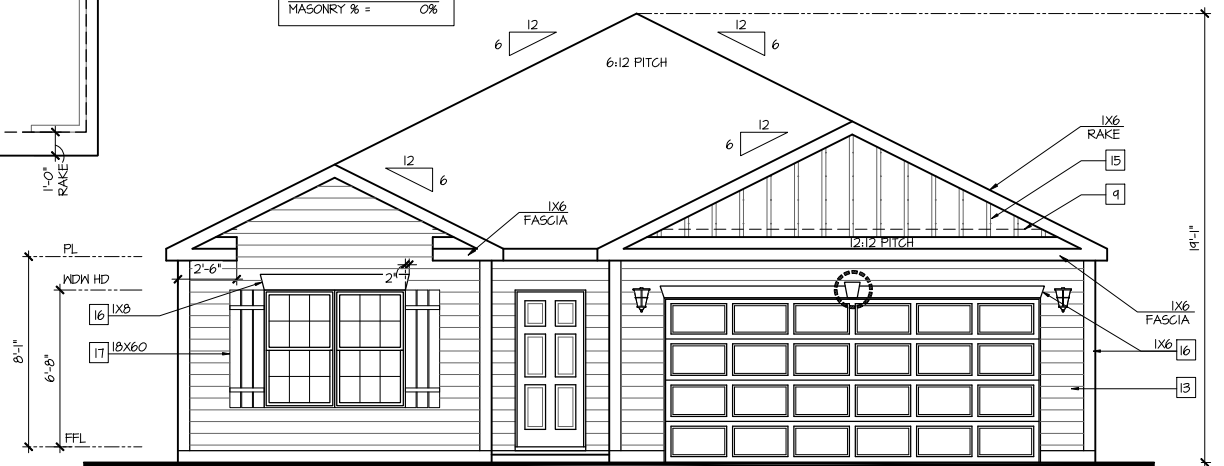 MASONRY % = 0%
12
6
12
6
6:12 PITCH
12
6
12
6
1'-0"
RAKE
1X6
RAKE
15
9
1X6
FASCIA
12:12 PITCH
19'-1"
PL
2'-6"
2"
WDW HD
16 1X8
17 18X60
8'-1"
6'-8"
FFL
1X6
FASCIA
1X6 16
13